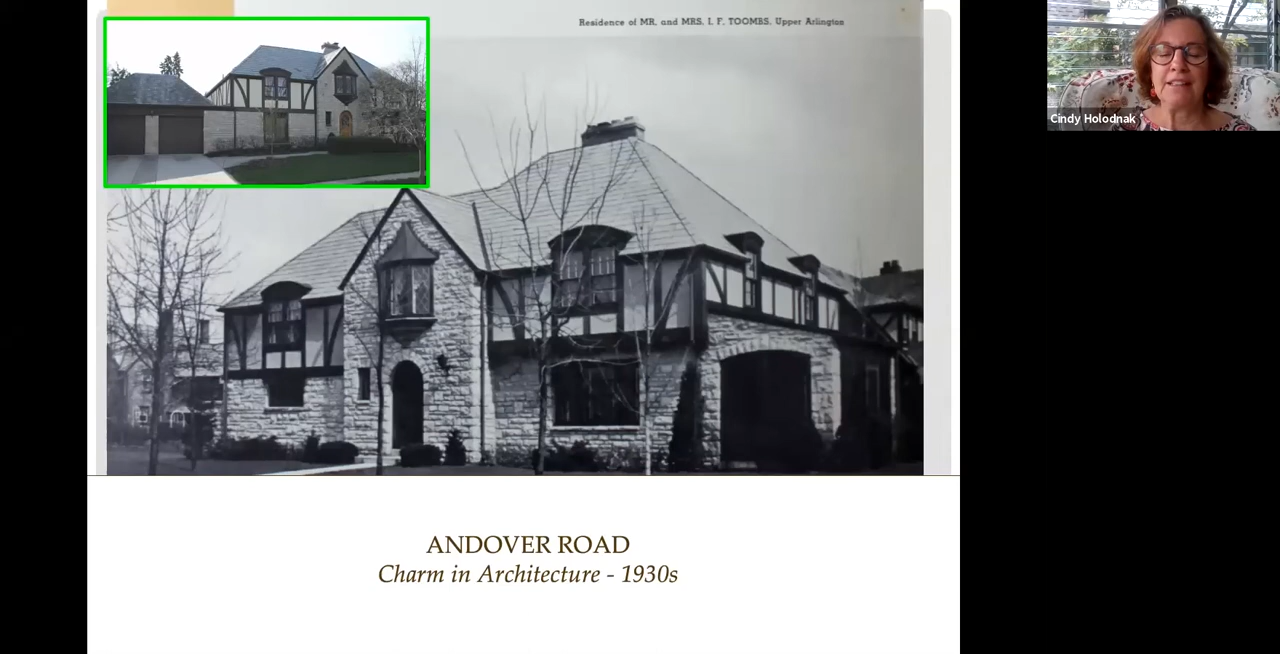 Residence of MR. and MRS. I. F. TOOMBS, Upper Arlington
Cindy Holodnak
ANDOVER ROAD
Charm in Architecture - 1930s